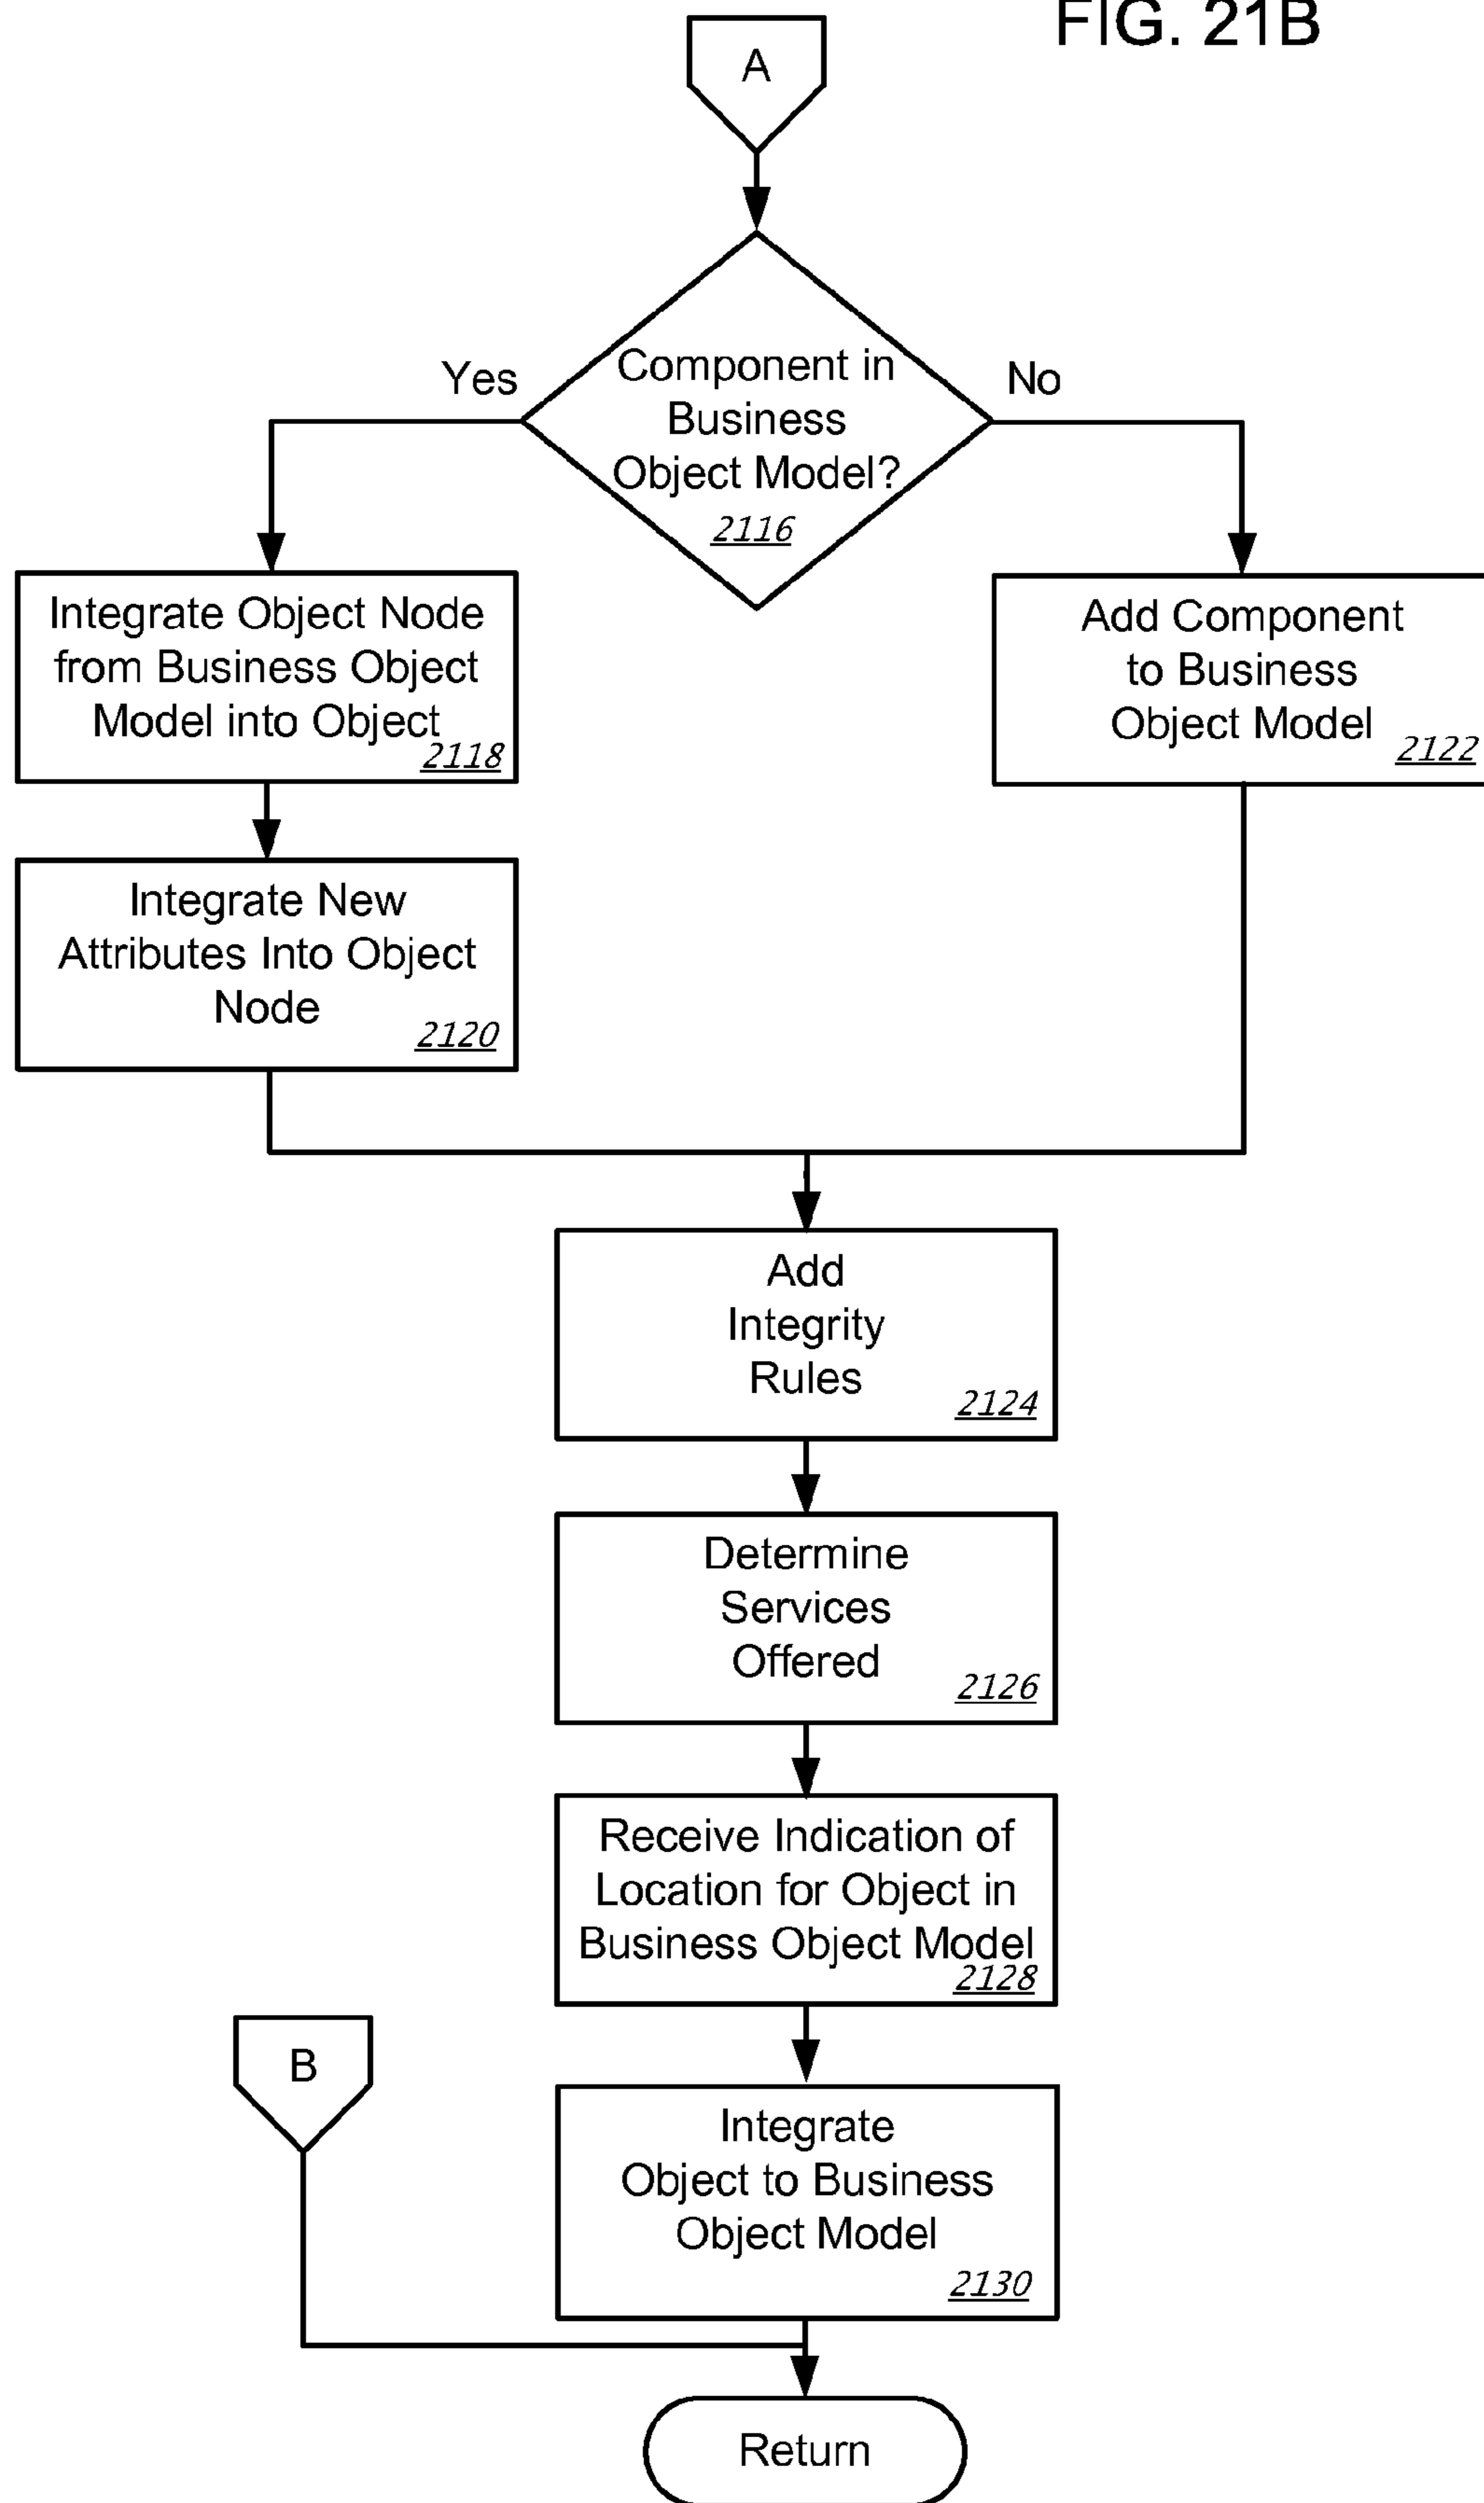 FIG. 21B
A
Component in
Business
Object Model?
2116
Yes
No
Integrate Object Node
from Business Object
Model into Object
2118
Add Component
to Business
Object Model
2122
Integrate New
Attributes Into Object
Node
2120
Add
Integrity
Rules
2124
Determine
Services
Offered
2126
Receive Indication of
Location for Object in
Business Object Model
2128
B
Integrate
Object to Business
Object Model
2130
Return